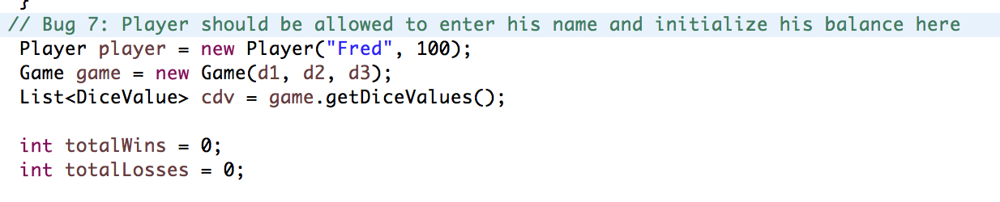 }
// Bug 7: Player should be allowed to enter his name and initialize his balance here
Player player = new Player("Fred", 100);
Game game = new Game(d1, d2, d3);
List<DiceValue> cdv = game.getDiceValues();
int totalWins = 0;
int totalLosses = 0;